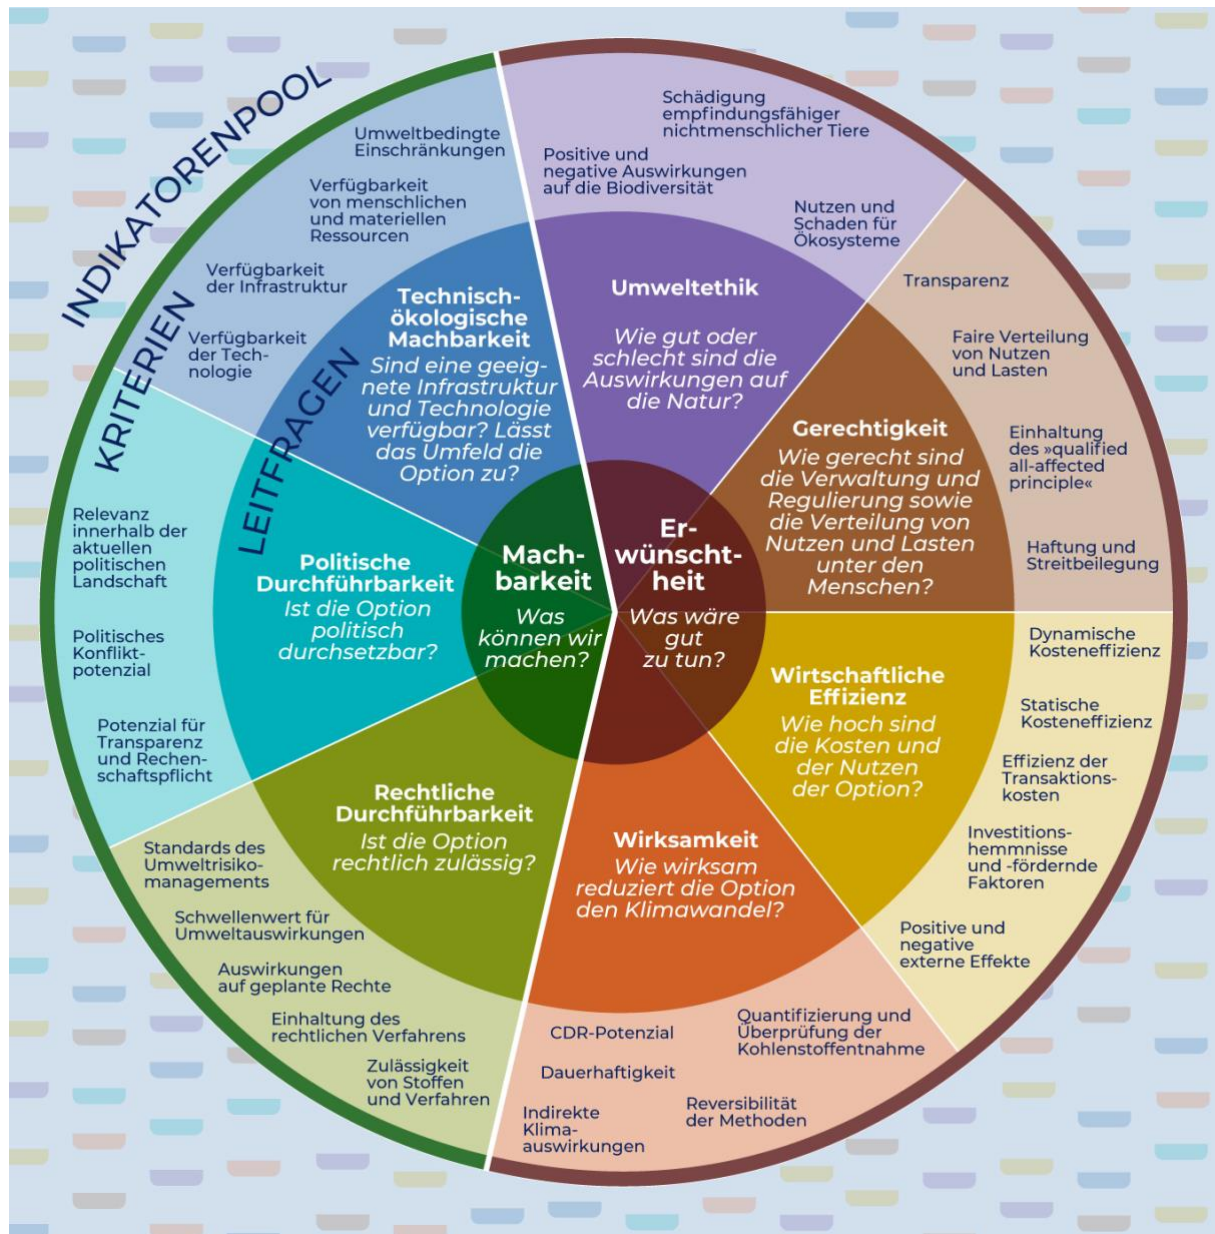 INDIKATORENPOOL
KRITERIEN
LEITFRAGEN
Mach-
barkeit
Was
können wir
machen?
Er-
wünscht-
heit
Was wäre
gut
zu tun?
Technisch-
ökologische
Machbarkeit
Sind eine geeig-
nete Infrastruktur
und Technologie
verfügbar? Lässt
das Umfeld die
Option zu?
Umweltbedingte
Einschränkungen
Verfügbarkeit
von menschlichen
und materiellen
Ressourcen
Verfügbarkeit
der Infrastruktur
Verfügbarkeit
der Tech-
nologie
Politische
Durchführbarkeit
Ist die Option
politisch
durchsetzbar?
Relevanz
innerhalb der
aktuellen
politischen
Landschaft
Politisches
Konflikt-
potenzial
Potenzial für
Transparenz
und Rechen-
schaftspflicht
Rechtliche
Durchführbarkeit
Ist die Option
rechtlich zulässig?
Standards des
Umweltrisiko-
managements
Schwellenwert für
Umweltauswirkungen
Auswirkungen
auf geplante Rechte
Einhaltung des
rechtlichen Verfahrens
Zulässigkeit
von Stoffen
und Verfahren
Umweltethik
Wie gut oder
schlecht sind die
Auswirkungen auf
die Natur?
Schädigung
empfindungsfähiger
nichtmenschlicher Tiere
Positive und
negative Auswirkungen
auf die Biodiversität
Nutzen und
Schaden für
Ökosysteme
Gerechtigkeit
Wie gerecht sind
die Verwaltung und
Regulierung sowie
die Verteilung von
Nutzen und Lasten
unter den
Menschen?
Transparenz
Faire Verteilung
von Nutzen
und Lasten
Einhaltung
des »qualified
all-affected
principle«
Haftung und
Streitbeilegung
Wirtschaftliche
Effizienz
Wie hoch sind
die Kosten und
der Nutzen
der Option?
Dynamische
Kosteneffizienz
Statische
Kosteneffizienz
Effizienz der
Transaktions-
kosten
Investitions-
hemmnisse
und -fördernde
Faktoren
Positive und
negative
externe Effekte
Wirksamkeit
Wie wirksam
reduziert die Option
den Klimawandel?
CDR-Potenzial
Quantifizierung und
Überprüfung der
Kohlenstoffentnahme
Dauerhaftigkeit
Indirekte
Klima-
auswirkungen
Reversibilität
der Methoden